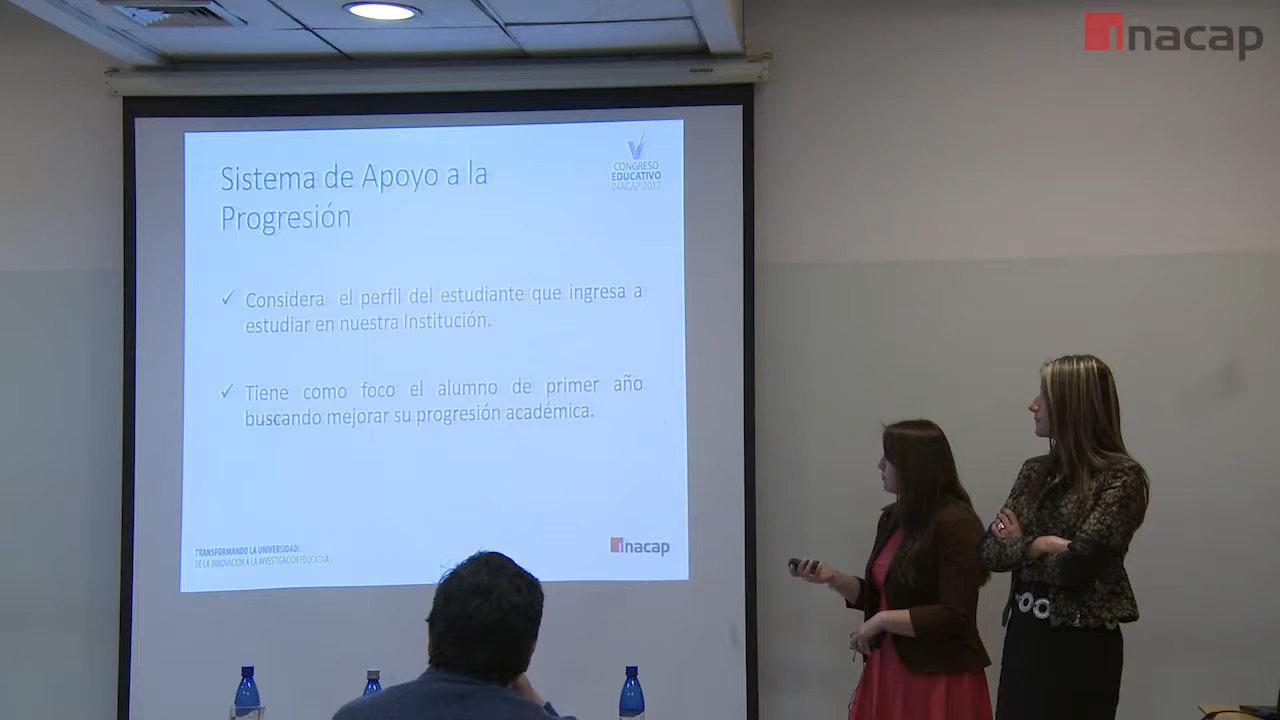 inacap
CONGRESO
EDUCATIVO
INACAP 2017
Sistema de Apoyo a la
Progresión
✓ Considera el perfil del estudiante que ingresa a
estudiar en nuestra Institución.
✓ Tiene como foco el alumno de primer año
buscando mejorar su progresión académica.
TRANSFORMANDO LA UNIVERSIDAD:
DE LA INNOVACIÓN A LA INVESTIGACIÓN EDUCATIVA
inacap